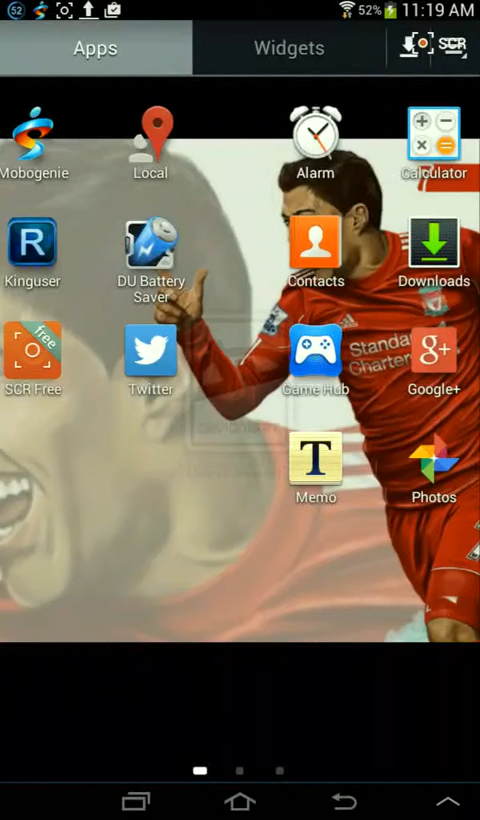 52
52% 11:19 AM
Apps Widgets SCR
Mobogenie Local Alarm Calculator
R
Kinguser DU Battery Saver Contacts Downloads
free
Standard
Chartered
g+
SCR Free Twitter Game Hub Google+
T
Memo Photos